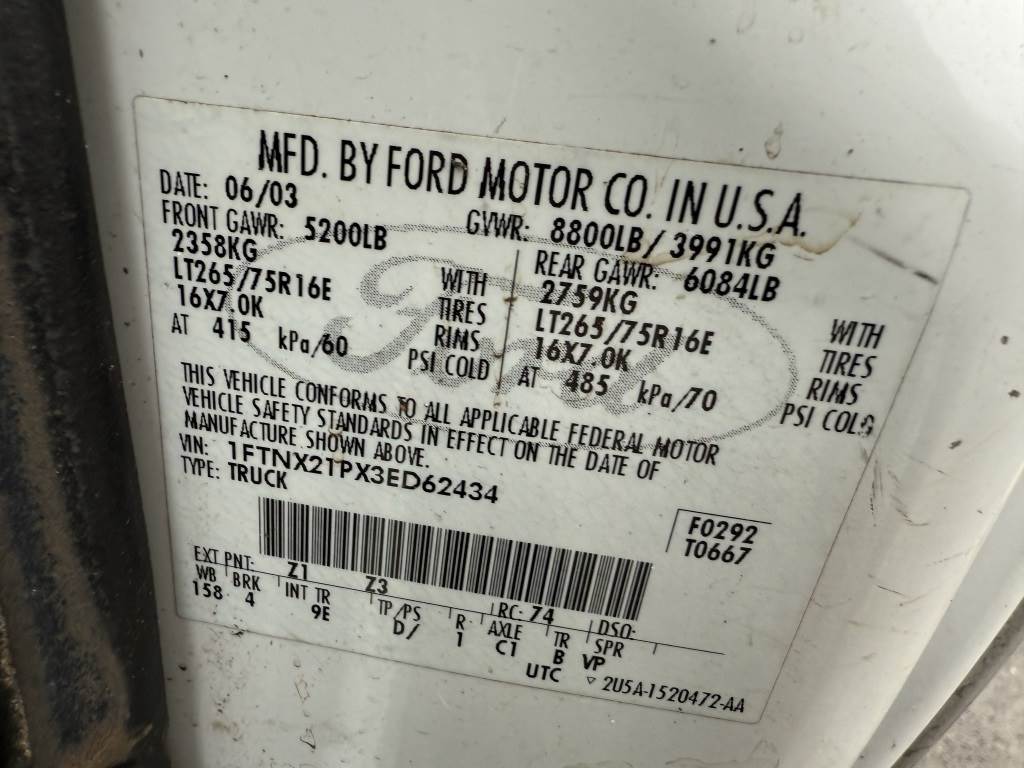 MFD. BY FORD MOTOR CO. IN U.S.A.
DATE: 06/03 GVWR: 8800LB/3991KG
FRONT GAWR: 5200LB REAR GAWR: 6084LB
2358KG WITH 2759KG WITH
LT265/75R16E TIRES LT265/75R16E TIRES
16X7.0K RIMS 16X7.0K RIMS
AT 415 kPa/60 PSI COLD AT 485 kPa/70 PSI COLD
Ford
THIS VEHICLE CONFORMS TO ALL APPLICABLE FEDERAL MOTOR
VEHICLE SAFETY STANDARDS IN EFFECT ON THE DATE OF
MANUFACTURE SHOWN ABOVE.
VIN: 1FTNX21PX3ED62434
TYPE: TRUCK
F0292
T0667
EXT PNT: Z1 Z3 RC: 74 DSO:
WB BRK INT TR TP/PS R AXLE TR SPR
158 4 9E D/ 1 C1 B VP
UTC ▽ 2U5A-1520472-AA